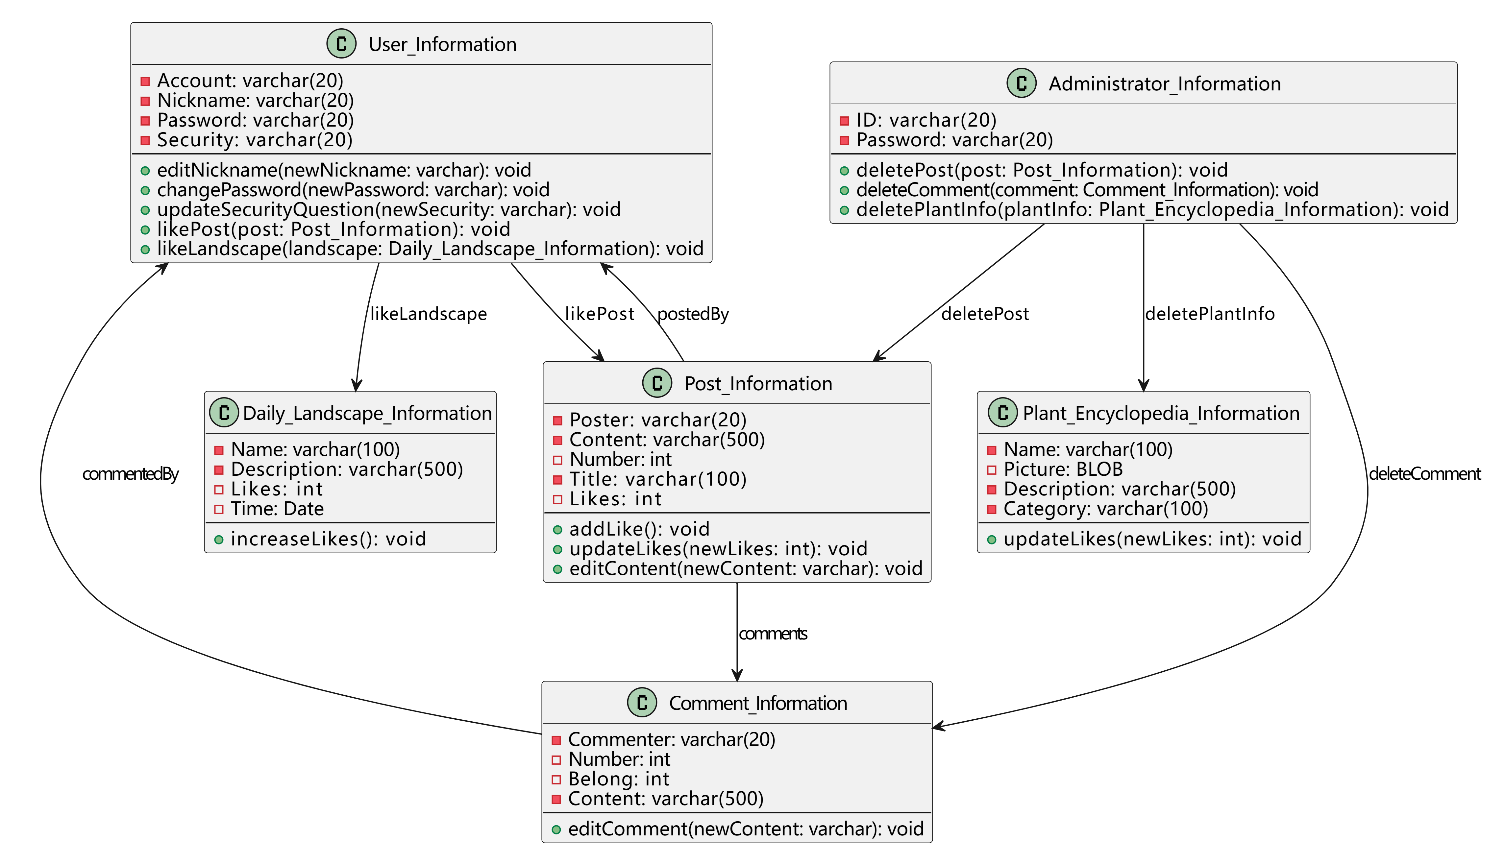 C User_Information
Account: varchar(20)
Nickname: varchar(20)
Password: varchar(20)
Security: varchar(20)
editNickname(newNickname: varchar): void
changePassword(newPassword: varchar): void
updateSecurityQuestion(newSecurity: varchar): void
likePost(post: Post_Information): void
likeLandscape(landscape: Daily_Landscape_Information): void
C Administrator_Information
ID: varchar(20)
Password: varchar(20)
deletePost(post: Post_Information): void
deleteComment(comment: Comment_Information): void
deletePlantInfo(plantInfo: Plant_Encyclopedia_Information): void
likeLandscape
likePost
postedBy
deletePost
deletePlantInfo
C Daily_Landscape_Information
Name: varchar(100)
Description: varchar(500)
Likes: int
Time: Date
increaseLikes(): void
C Post_Information
Poster: varchar(20)
Content: varchar(500)
Number: int
Title: varchar(100)
Likes: int
addLike(): void
updateLikes(newLikes: int): void
editContent(newContent: varchar): void
C Plant_Encyclopedia_Information
Name: varchar(100)
Picture: BLOB
Description: varchar(500)
Category: varchar(100)
updateLikes(newLikes: int): void
commentedBy
deleteComment
comments
C Comment_Information
Commenter: varchar(20)
Number: int
Belong: int
Content: varchar(500)
editComment(newContent: varchar): void